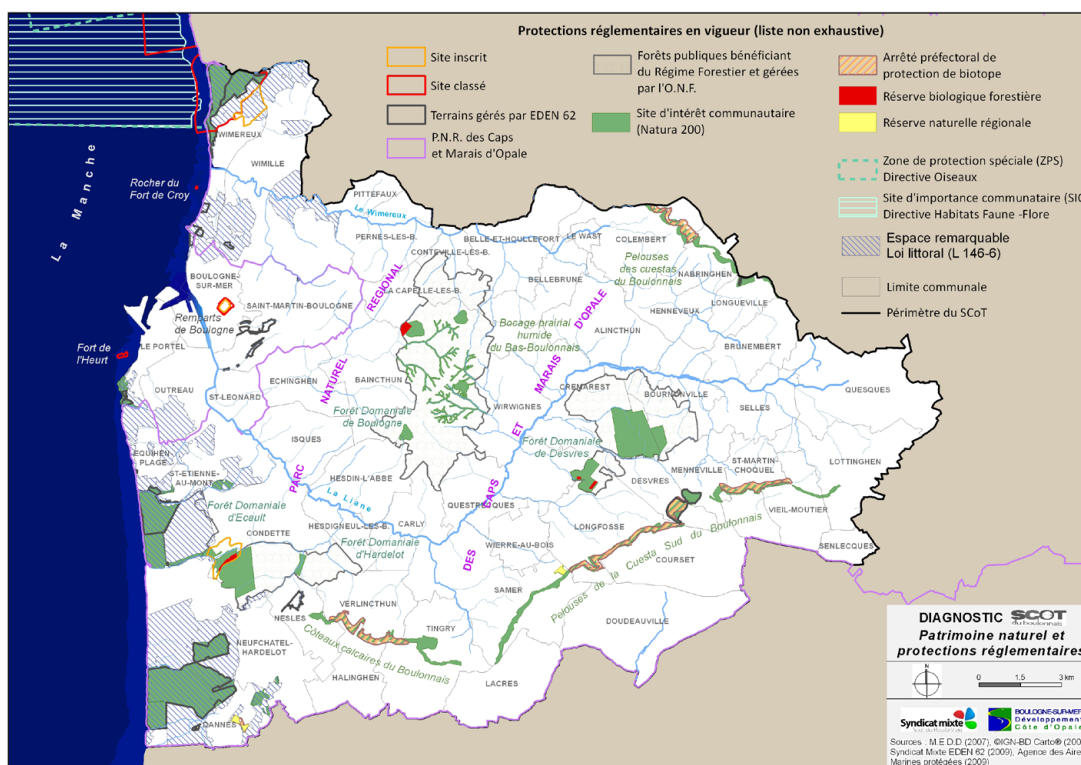 Protections réglementaires en vigueur (liste non exhaustive)
Site inscrit
Site classé
Terrains gérés par EDEN 62
P.N.R. des Caps
et Marais d'Opale
Forêts publiques bénéficiant
du Régime Forestier et gérées
par l'O.N.F.
Site d'intérêt communautaire
(Natura 200)
Arrêté préfectoral de
protection de biotope
Réserve biologique forestière
Réserve naturelle régionale
Zone de protection spéciale (ZPS)
Directive Oiseaux
Site d'importance communautaire (SIC
Directive Habitats Faune -Flore
Espace remarquable
Loi littoral (L 146-6)
Limite communale
Périmètre du SCoT
La Manche
WIMEREUX
WIMILLE
Rocher du
Fort de Croy
PITTEFAUX
Le Wimereux
PERNES-LES-B.
CONTEVILLE-LES-B.
BELLE-ET-HOULLEFORT
LE WAST
COLEMBERT
Pelouses
des cuestas
du Boulonnais
NABRINGHEN
BELLEBRUNE
LONGUEVILLE
HENNEVEUX
BOULOGNE-
SUR-MER
SAINT-MARTIN-BOULOGNE
LA CAPELLE-LES-B.
Remparts
de Boulogne
Fort de
l'Heurt
LE PORTEL
Bocage prairial
humide
du Bas-Boulonnais
ALINCTHUN
BRUNEMBERT
OUTREAU
ST-LEONARD
ECHINGHEN
BAINCTHUN
Forêt Domaniale
de Boulogne
WIRWIGNES
CREMAREST
BOURNONVILLE
SELLES
QUESQUES
PARC
NATUREL
REGIONAL
DES
CAPS
ET
MARAIS
D'OPALE
ISQUES
EQUIHEN
PLAGE
ST-ETIENNE-
AU-MONT
HESDIN-L'ABBE
Forêt Domaniale
de Desvres
DESVRES
MENNEVILLE
ST-MARTIN-
CHOQUEL
LOTTINGHEN
VIEIL-MOUTIER
SENLECQUES
Forêt Domaniale
d'Ecault
La Liane
QUESTRECQUES
CONDETTE
HESDIGNEUL-LES-B.
CARLY
Forêt Domaniale
d'Hardelot
LONGFOSSE
WIERRE-AU-BOIS
COURSET
Pelouses de la Cuesta Sud du Boulonnais
SAMER
DOUDEAUVILLE
NESLES
VERLINCTHUN
TINGRY
NEUFCHATEL-
HARDELOT
Côteaux calcaires du Boulonnais
HALINGHEN
LACRES
DANNES
DIAGNOSTIC SCOT
du boulonnais
Patrimoine naturel et
protections réglementaires
N
0 1.5 3 km
Syndicat mixte
BOULOGNE-SUR-MER
Développement
Côte d'Opale
Sources : M.E.D.D (2007), ©IGN-BD Carto® (200
Syndicat Mixte EDEN 62 (2009), Agence des Aire
Marines protégées (2009)